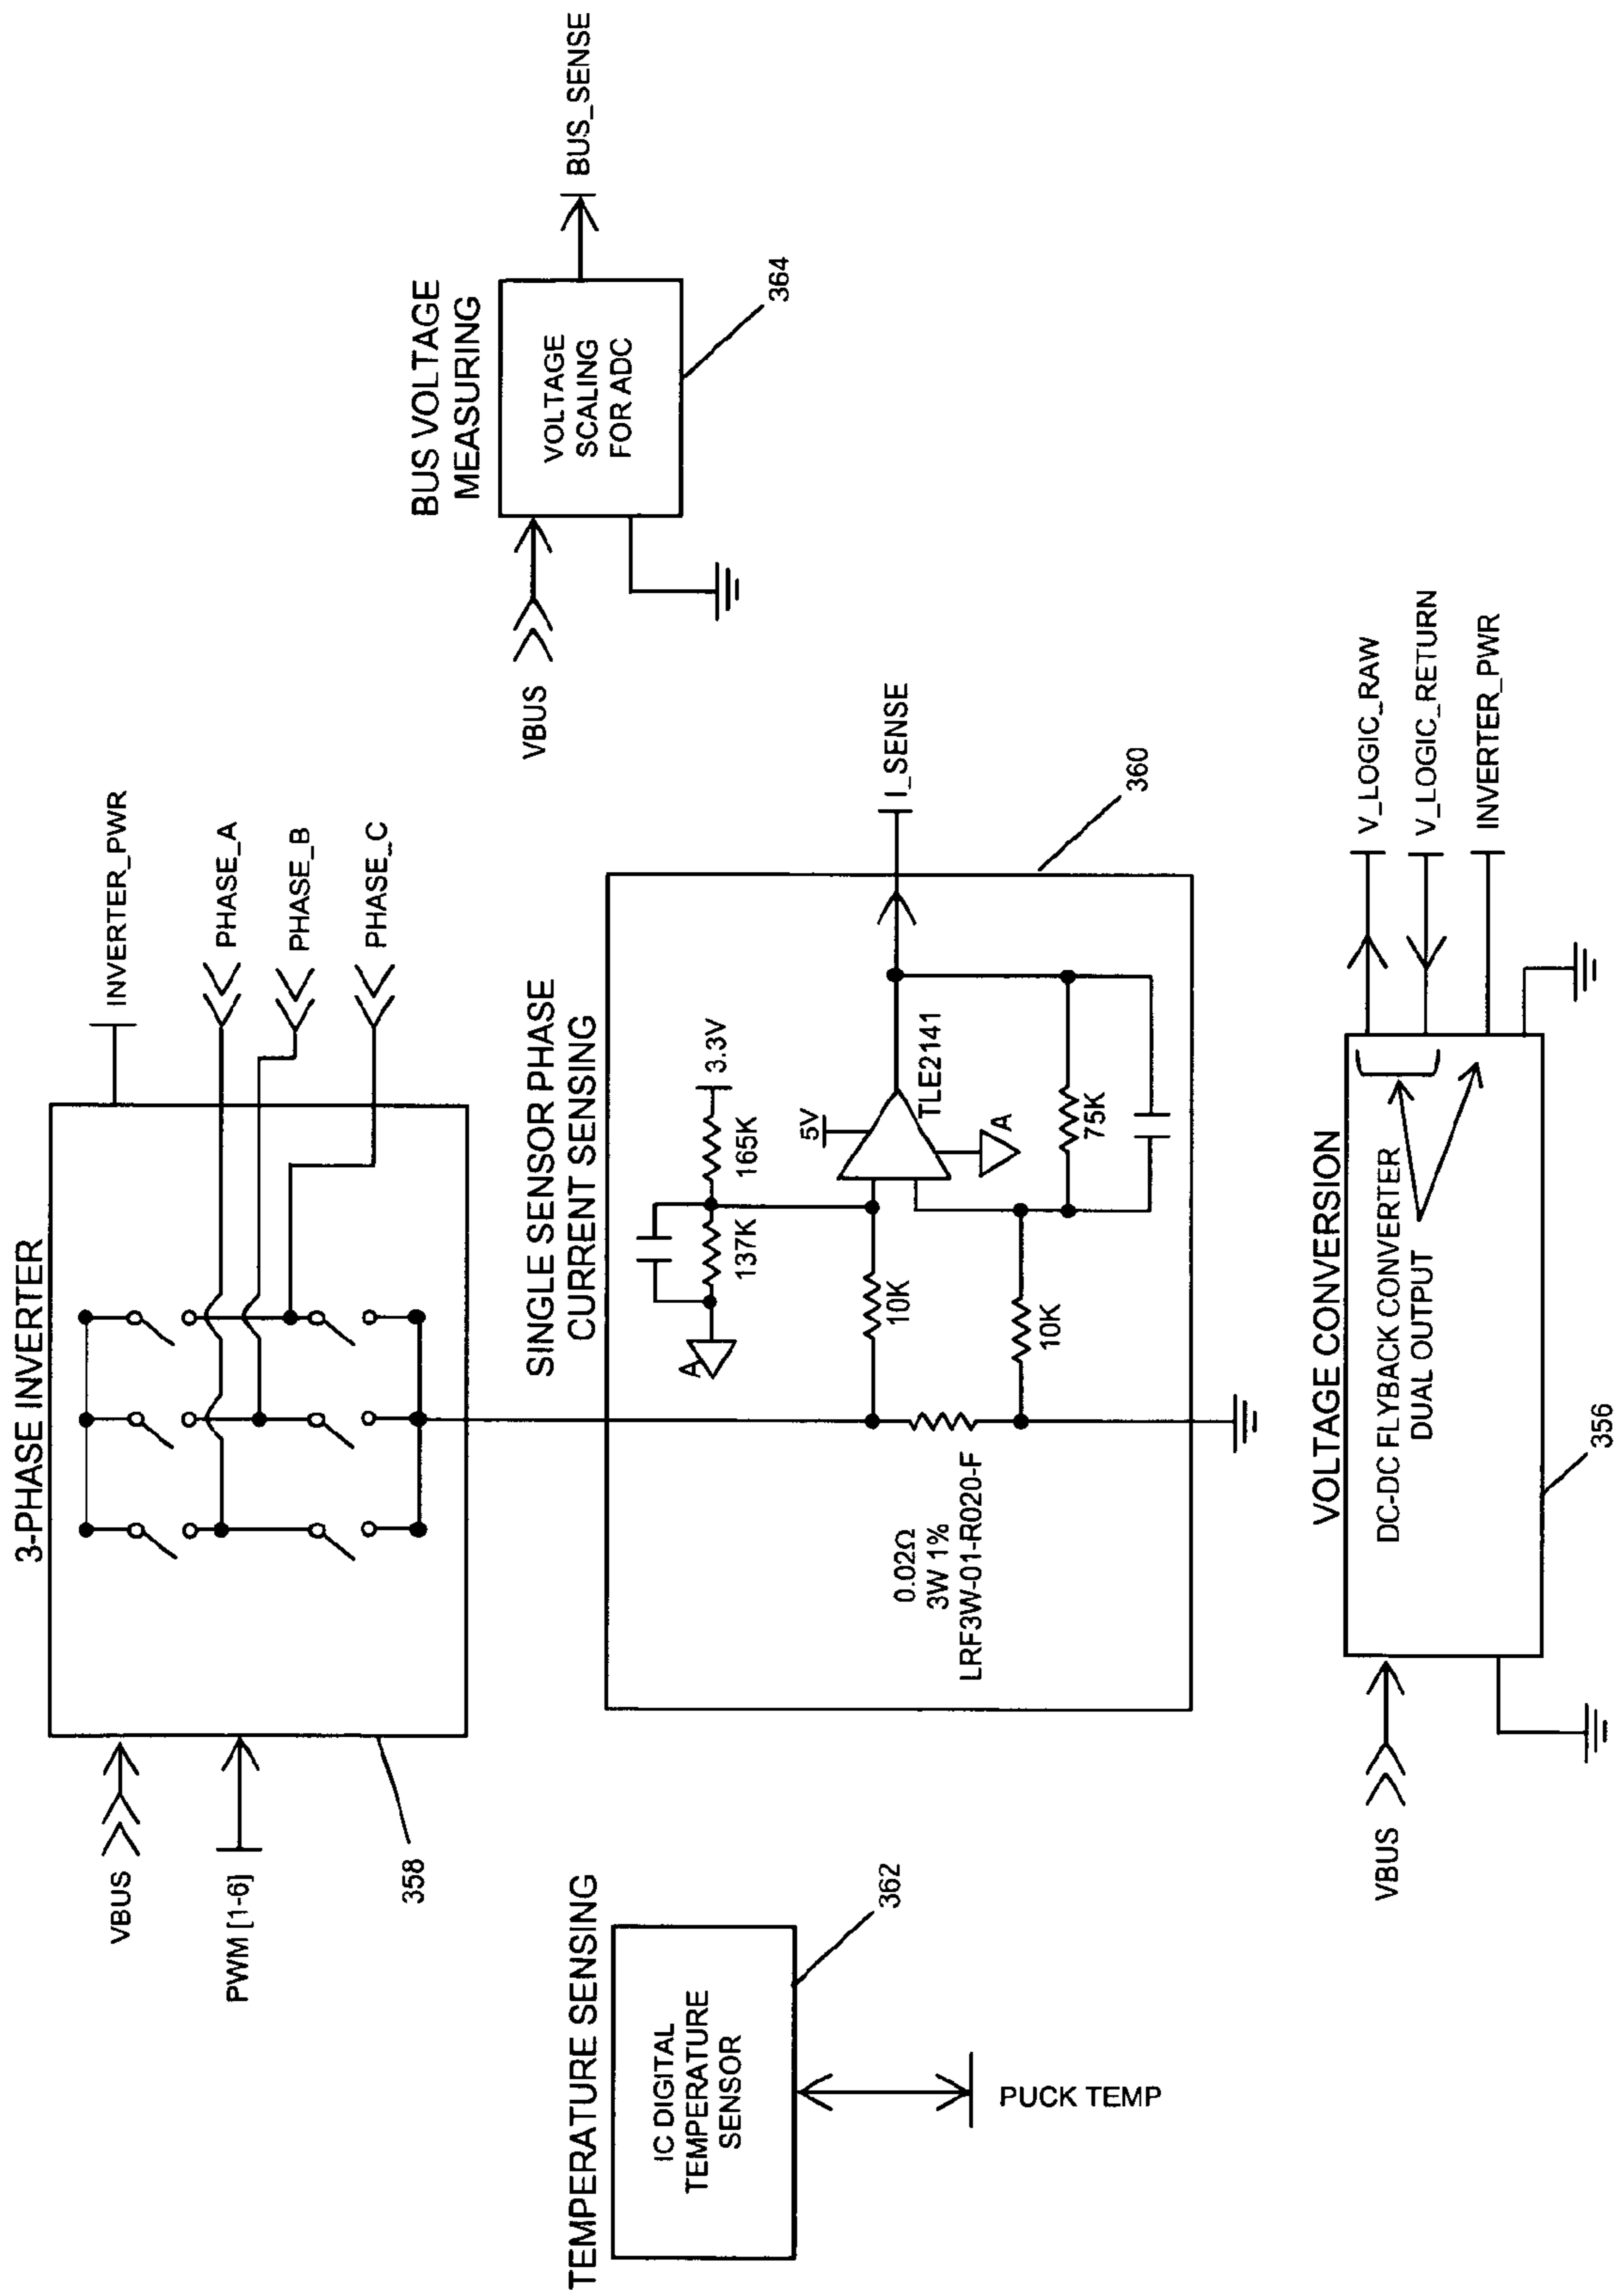 3-PHASE INVERTER
VBUS
PWM [1-6]
358
INVERTER_PWR
PHASE_A
PHASE_B
PHASE_C
TEMPERATURE SENSING
IC DIGITAL
TEMPERATURE
SENSOR
362
PUCK TEMP
SINGLE SENSOR PHASE
CURRENT SENSING
0.02Ω
3W 1%
LRF3W-01-R020-F
A
137K
165K
3.3V
10K
10K
5V
TLE2141
A
75K
I_SENSE
360
BUS VOLTAGE
MEASURING
VBUS
VOLTAGE
SCALING
FOR ADC
364
BUS_SENSE
VOLTAGE CONVERSION
VBUS
DC-DC FLYBACK CONVERTER
DUAL OUTPUT
356
V_LOGIC_RAW
V_LOGIC_RETURN
INVERTER_PWR